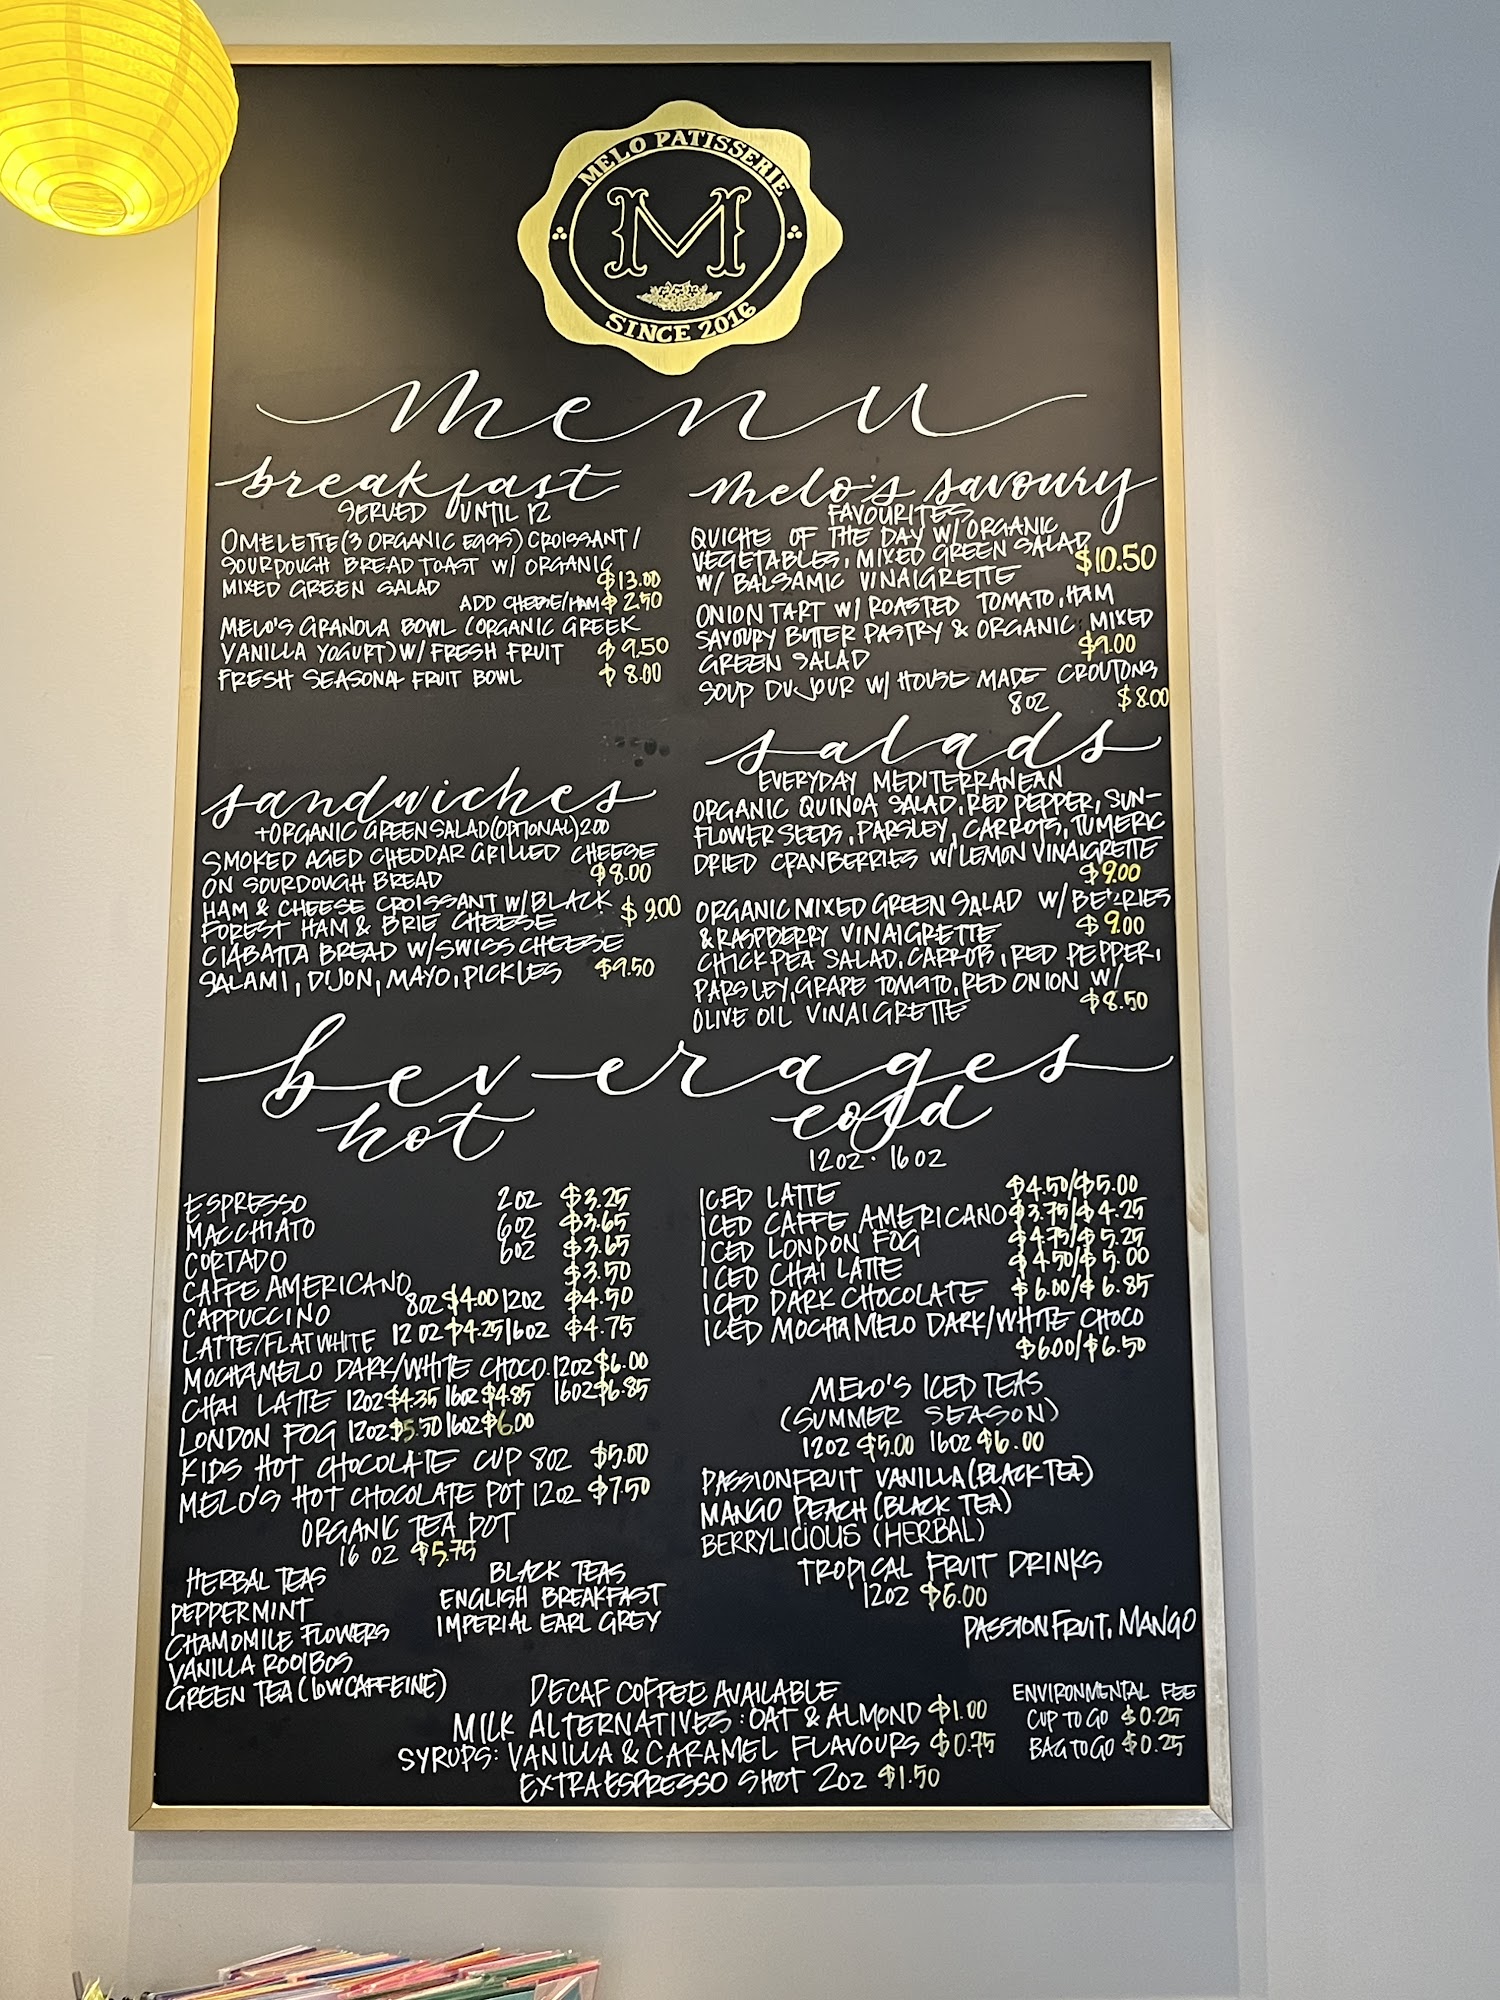 MELO PATISSERIE
M
SINCE 2016
menu
breakfast
SERVED UNTIL 12
OMELETTE (3 ORGANIC EGGS) CROISSANT /
SOURDOUGH BREAD TOAST W/ ORGANIC
MIXED GREEN SALAD $13.00
ADD CHEESE/HAM $2.50
MELO'S GRANOLA BOWL (ORGANIC GREEK
VANILLA YOGURT) W/ FRESH FRUIT $9.50
FRESH SEASONAL FRUIT BOWL $8.00
sandwiches
+ORGANIC GREEN SALAD (OPTIONAL) 2.00
SMOKED AGED CHEDDAR GRILLED CHEESE
ON SOURDOUGH BREAD $8.00
HAM & CHEESE CROISSANT W/ BLACK
FOREST HAM & BRIE CHEESE $9.00
CIABATTA BREAD W/ SWISS CHEESE
SALAMI, DIJON, MAYO, PICKLES $9.50
melo's savoury
FAVOURITES
QUICHE OF THE DAY W/ ORGANIC
VEGETABLES, MIXED GREEN SALAD
W/ BALSAMIC VINAIGRETTE $10.50
ONION TART W/ ROASTED TOMATO, HAM
SAVOURY BUTTER PASTRY & ORGANIC MIXED
GREEN SALAD $9.00
SOUP DU JOUR W/ HOUSE MADE CROUTONS
8OZ $8.00
salads
EVERYDAY MEDITERRANEAN
ORGANIC QUINOA SALAD, RED PEPPER, SUN-
FLOWER SEEDS, PARSLEY, CARROTS, TUMERIC
DRIED CRANBERRIES W/ LEMON VINAIGRETTE
$9.00
ORGANIC MIXED GREEN SALAD W/ BERRIES
& RASPBERRY VINAIGRETTE $9.00
CHICKPEA SALAD, CARROTS, RED PEPPER,
PARSLEY, GRAPE TOMATO, RED ONION W/
OLIVE OIL VINAIGRETTE $8.50
beverages
hot
ESPRESSO 2OZ $3.25
MACCHIATO 6OZ $3.65
CORTADO 6OZ $3.65
CAFFE AMERICANO $3.50
CAPPUCCINO 8OZ $4.00 12OZ $4.50
LATTE/FLAT WHITE 12OZ $4.25 16OZ $4.75
MOCHAMELO DARK/WHITE CHOCO. 12OZ $6.00
16OZ $6.85
CHAI LATTE 12OZ $4.35 16OZ $4.85
LONDON FOG 12OZ $5.50 16OZ $6.00
KIDS HOT CHOCOLATE CUP 8OZ $5.00
MELO'S HOT CHOCOLATE POT 12OZ $7.50
ORGANIC TEA POT
16 OZ $5.75
HERBAL TEAS
PEPPERMINT
CHAMOMILE FLOWERS
VANILLA ROOIBOS
GREEN TEA (LOW CAFFEINE)
BLACK TEAS
ENGLISH BREAKFAST
IMPERIAL EARL GREY
cold
12OZ · 16OZ
ICED LATTE $4.50/$5.00
ICED CAFFE AMERICANO $3.75/$4.25
ICED LONDON FOG $4.75/$5.25
ICED CHAI LATTE $4.50/$5.00
ICED DARK CHOCOLATE $6.00/$6.85
ICED MOCHAMELO DARK/WHITE CHOCO
$6.00/$6.50
MELO'S ICED TEAS
(SUMMER SEASON)
12OZ $5.00 16OZ $6.00
PASSIONFRUIT VANILLA (BLACK TEA)
MANGO PEACH (BLACK TEA)
BERRYLICIOUS (HERBAL)
TROPICAL FRUIT DRINKS
12OZ $6.00
PASSION FRUIT, MANGO
DECAF COFFEE AVAILABLE
MILK ALTERNATIVES: OAT & ALMOND $1.00
SYRUPS: VANILLA & CARAMEL FLAVOURS $0.75
EXTRA ESPRESSO SHOT 2OZ $1.50
ENVIRONMENTAL FEE
CUP TO GO $0.25
BAG TO GO $0.25